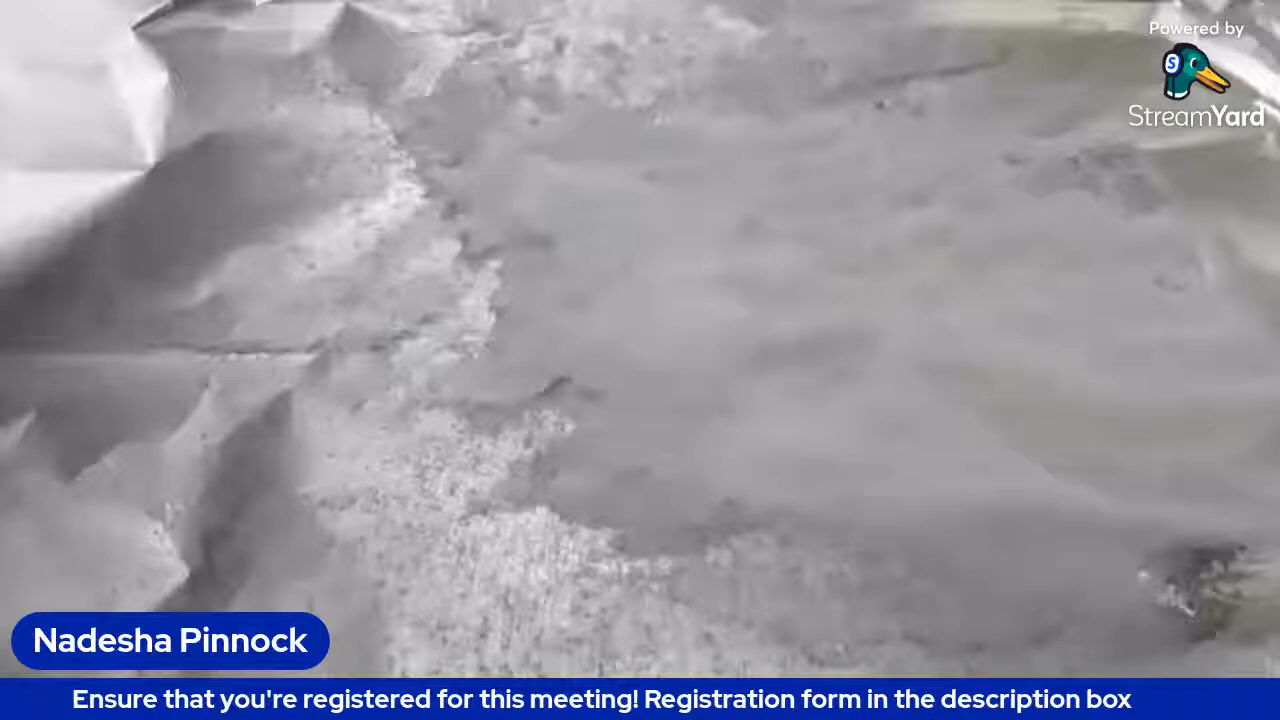 Powered by
StreamYard
Nadesha Pinnock
Ensure that you're registered for this meeting! Registration form in the description box